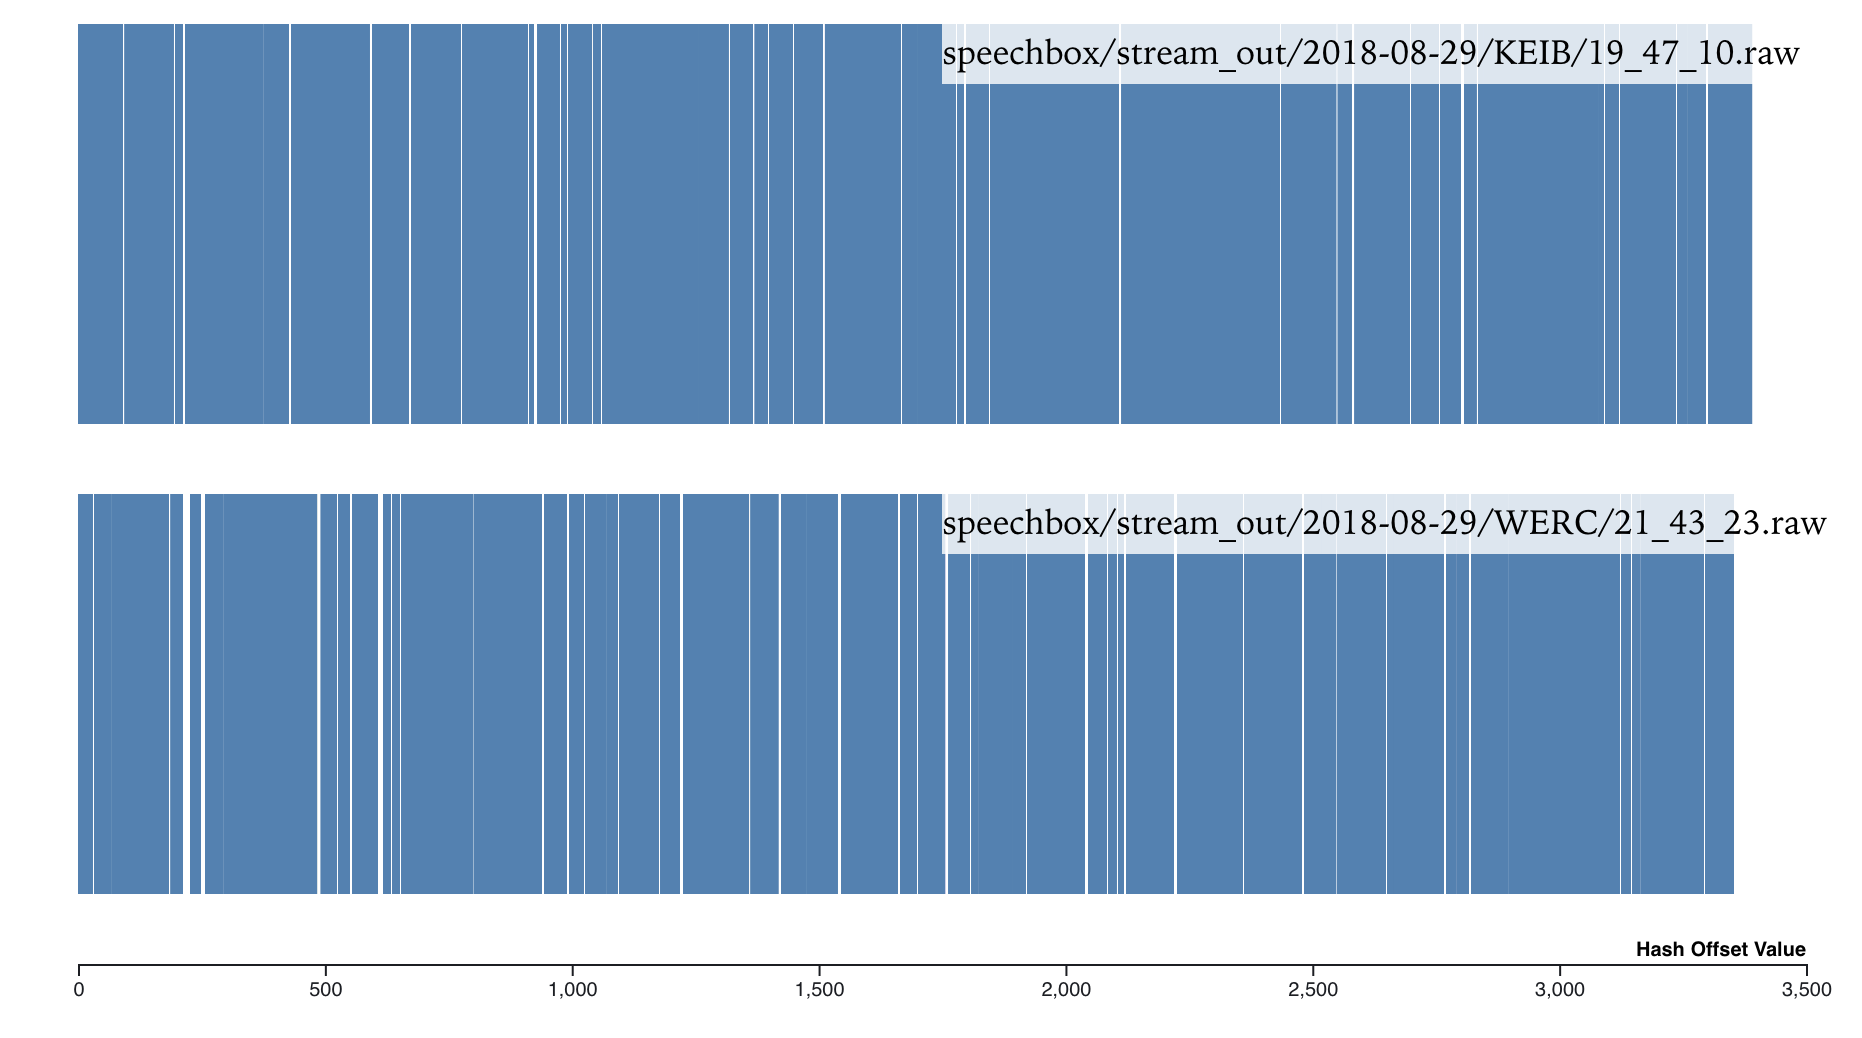 speechbox/stream_out/2018-08-29/KEIB/19_47_10.raw
speechbox/stream_out/2018-08-29/WERC/21_43_23.raw
Hash Offset Value
0 500 1,000 1,500 2,000 2,500 3,000 3,500